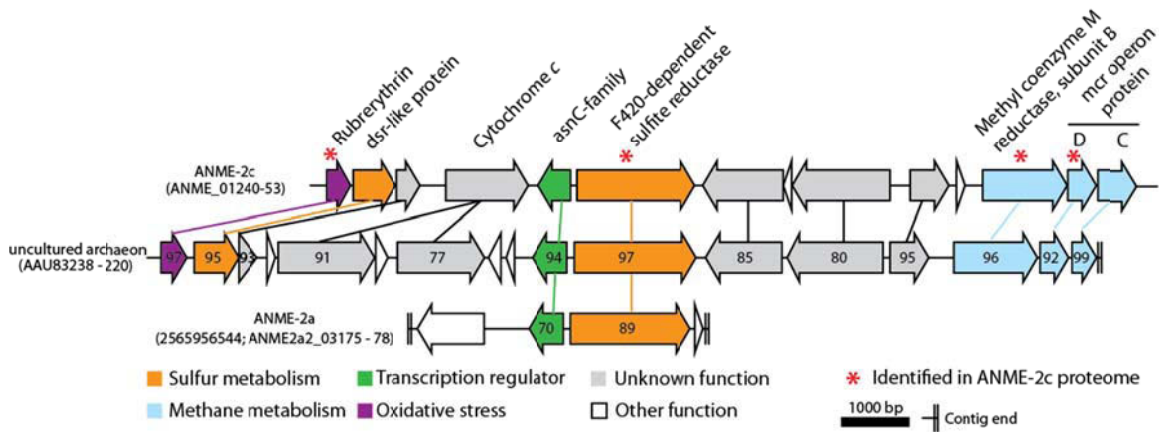 Rubrerythrin
dsr-like protein
Cytochrome c
asnC-family
F420-dependent
sulfite reductase
Methyl coenzyme M
reductase, subunit B
mcr operon
protein
D C
ANME-2c
(ANME_01240-53)
uncultured archaeon
(AAU83238 - 220)
97 95 93 91 77 94 97 85 80 95 96 92 99
ANME-2a
(2565956544; ANME2a2_03175 - 78)
70 89
Sulfur metabolism Transcription regulator Unknown function * Identified in ANME-2c proteome
Methane metabolism Oxidative stress Other function 1000 bp Contig end